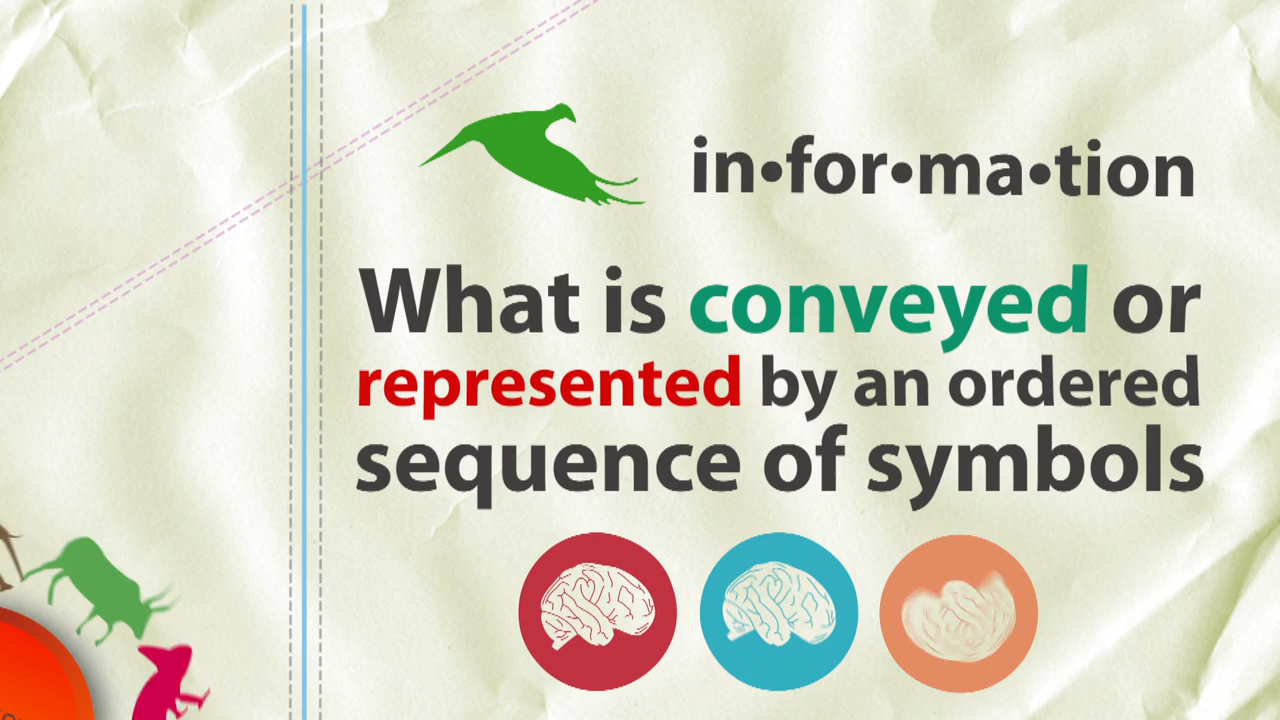 in•for•ma•tion
What is conveyed or
represented by an ordered
sequence of symbols